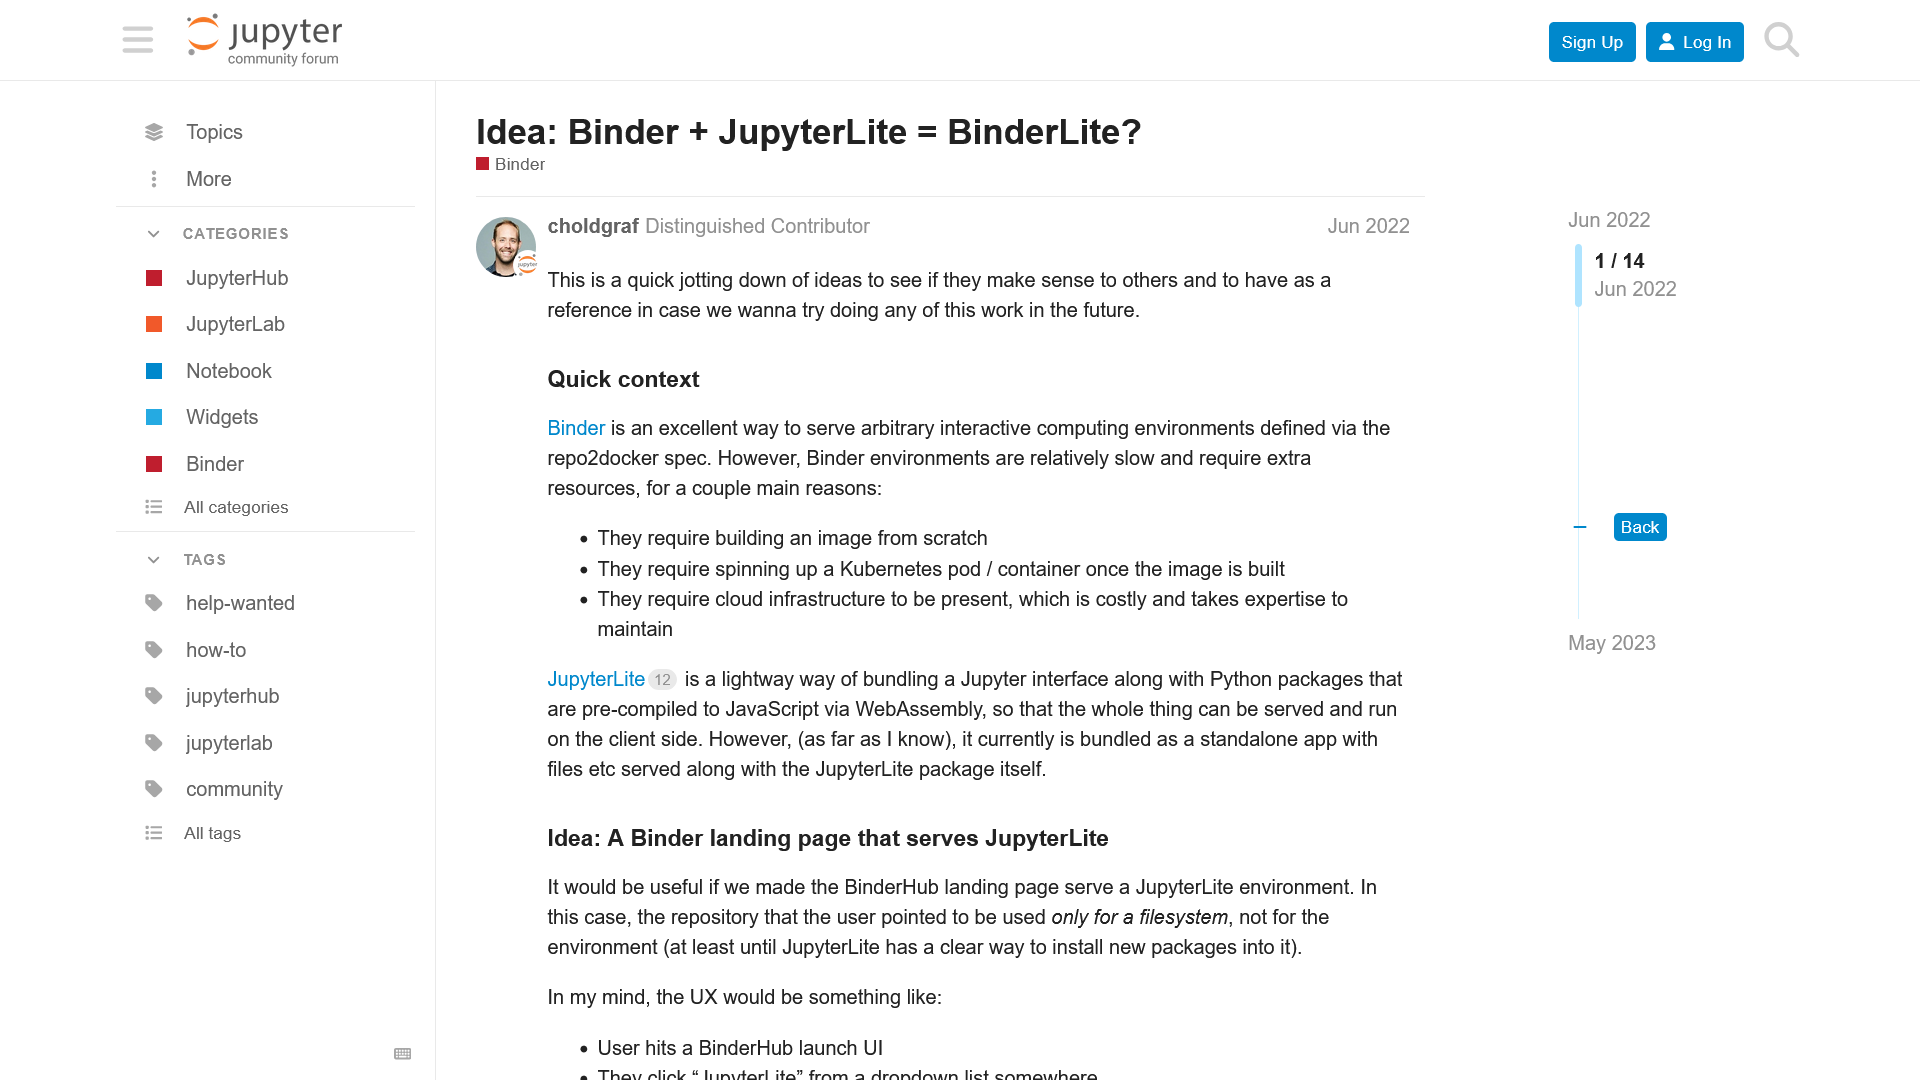 jupyter
community forum
Sign Up
Log In
Topics
More
CATEGORIES
JupyterHub
JupyterLab
Notebook
Widgets
Binder
All categories
TAGS
help-wanted
how-to
jupyterhub
jupyterlab
community
All tags
Idea: Binder + JupyterLite = BinderLite?
Binder
choldgraf Distinguished Contributor
Jun 2022
This is a quick jotting down of ideas to see if they make sense to others and to have as a
reference in case we wanna try doing any of this work in the future.
Quick context
Binder is an excellent way to serve arbitrary interactive computing environments defined via the
repo2docker spec. However, Binder environments are relatively slow and require extra
resources, for a couple main reasons:
• They require building an image from scratch
• They require spinning up a Kubernetes pod / container once the image is built
• They require cloud infrastructure to be present, which is costly and takes expertise to
maintain
JupyterLite 12 is a lightway way of bundling a Jupyter interface along with Python packages that
are pre-compiled to JavaScript via WebAssembly, so that the whole thing can be served and run
on the client side. However, (as far as I know), it currently is bundled as a standalone app with
files etc served along with the JupyterLite package itself.
Idea: A Binder landing page that serves JupyterLite
It would be useful if we made the BinderHub landing page serve a JupyterLite environment. In
this case, the repository that the user pointed to be used only for a filesystem, not for the
environment (at least until JupyterLite has a clear way to install new packages into it).
In my mind, the UX would be something like:
• User hits a BinderHub launch UI
• They click “JupyterLite” from a dropdown list somewhere
Jun 2022
1 / 14
Jun 2022
Back
May 2023